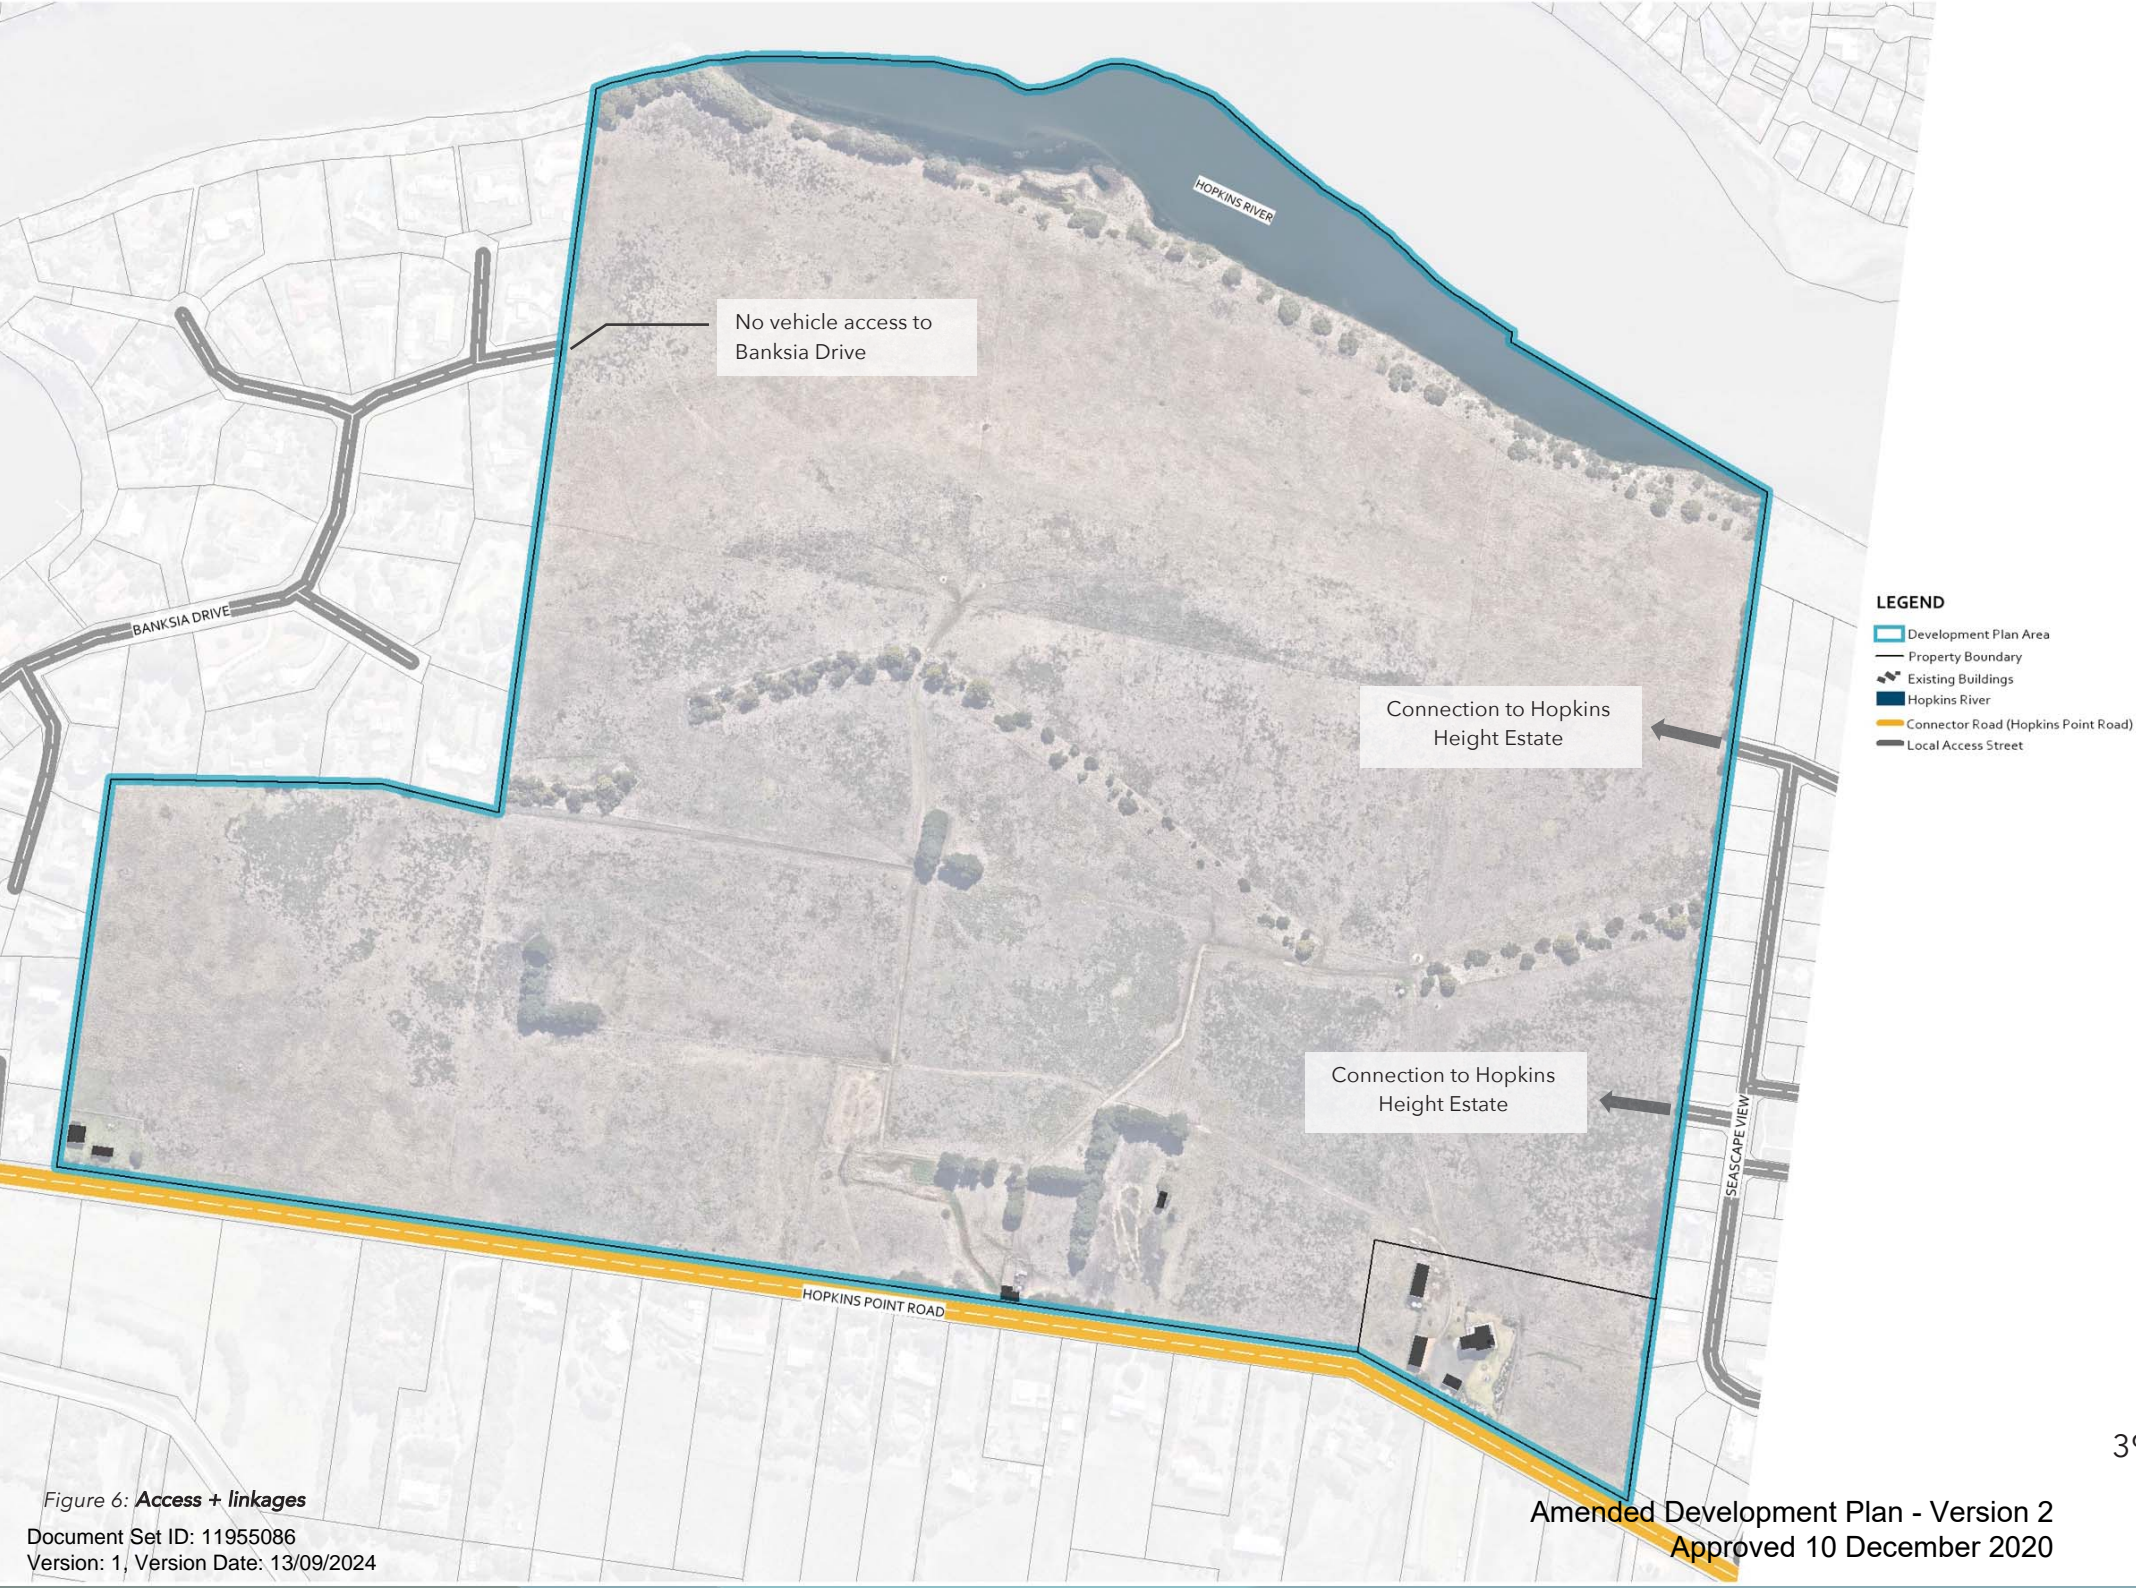 HOPKINS RIVER
No vehicle access to
Banksia Drive
BANKSIA DRIVE
LEGEND
Development Plan Area
Property Boundary
Existing Buildings
Hopkins River
Connector Road (Hopkins Point Road)
Local Access Street
Connection to Hopkins
Height Estate
Connection to Hopkins
Height Estate
SEASCAPE VIEW
HOPKINS POINT ROAD
Figure 6: Access + linkages
Document Set ID: 11955086
Version: 1, Version Date: 13/09/2024
Amended Development Plan - Version 2
Approved 10 December 2020